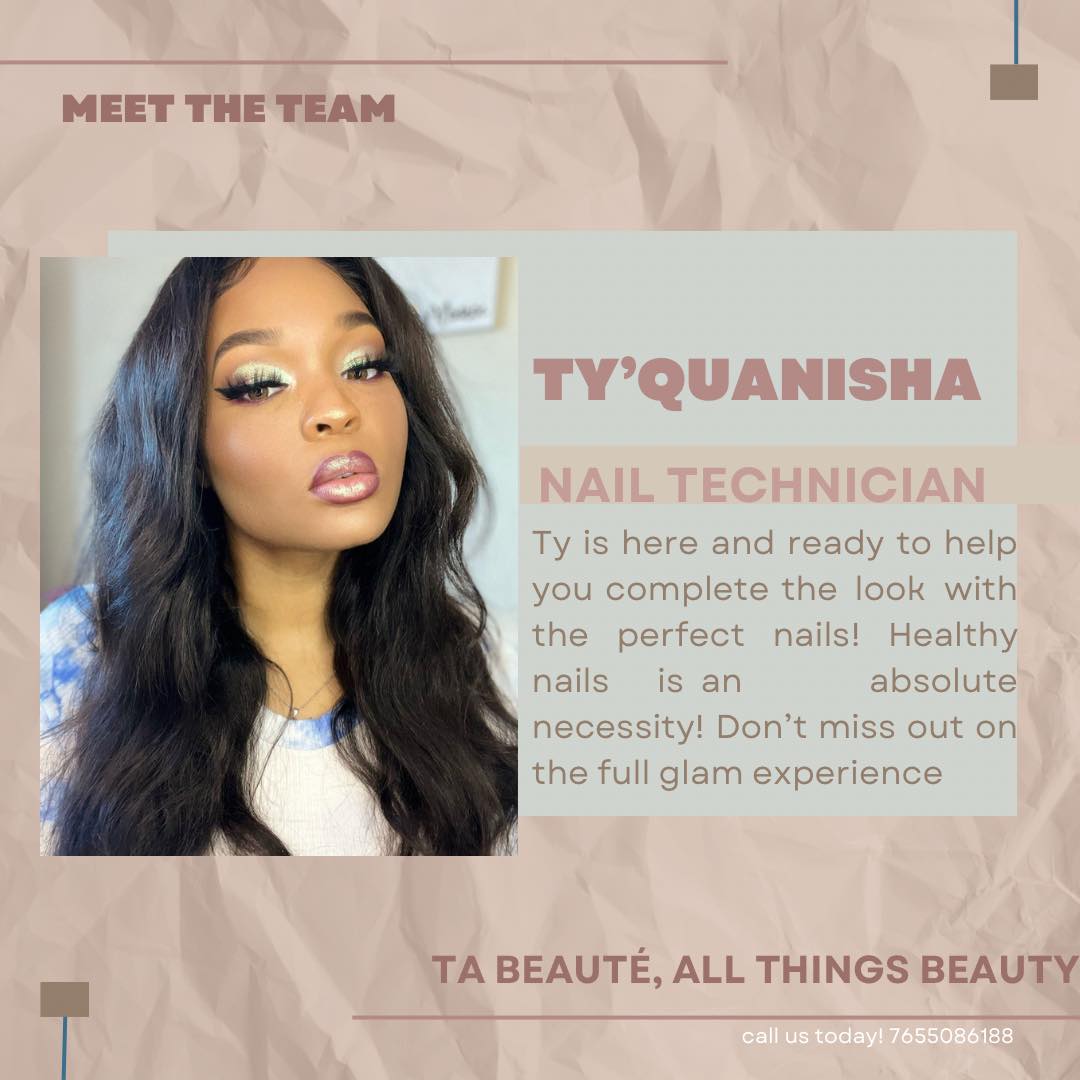 MEET THE TEAM
TY’QUANISHA
NAIL TECHNICIAN
Ty is here and ready to help
you complete the look with
the perfect nails! Healthy
nails is an absolute
necessity! Don’t miss out on
the full glam experience
TA BEAUTÉ, ALL THINGS BEAUTY
call us today! 7655086188